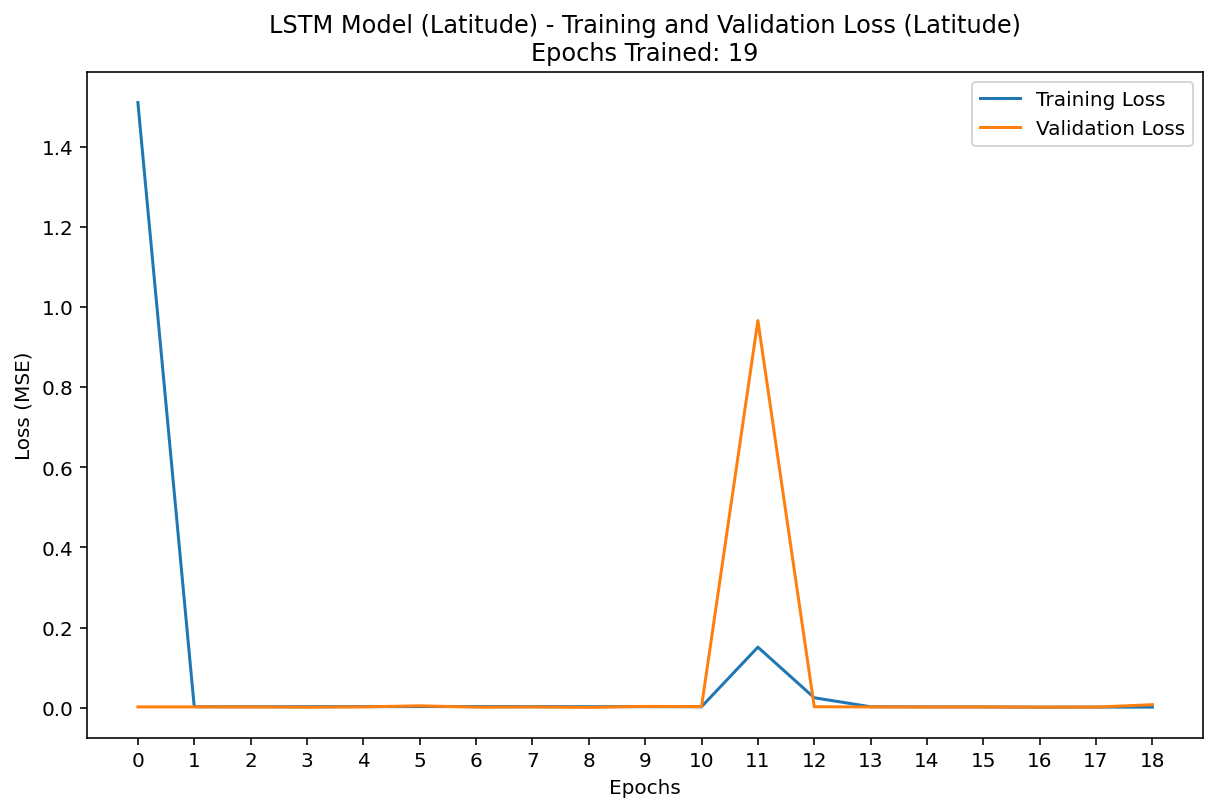 LSTM Model (Latitude) - Training and Validation Loss (Latitude)
Epochs Trained: 19
Training Loss
Validation Loss
1.4
1.2
1.0
0.8
0.6
0.4
0.2
0.0
Loss (MSE)
0 1 2 3 4 5 6 7 8 9 10 11 12 13 14 15 16 17 18
Epochs